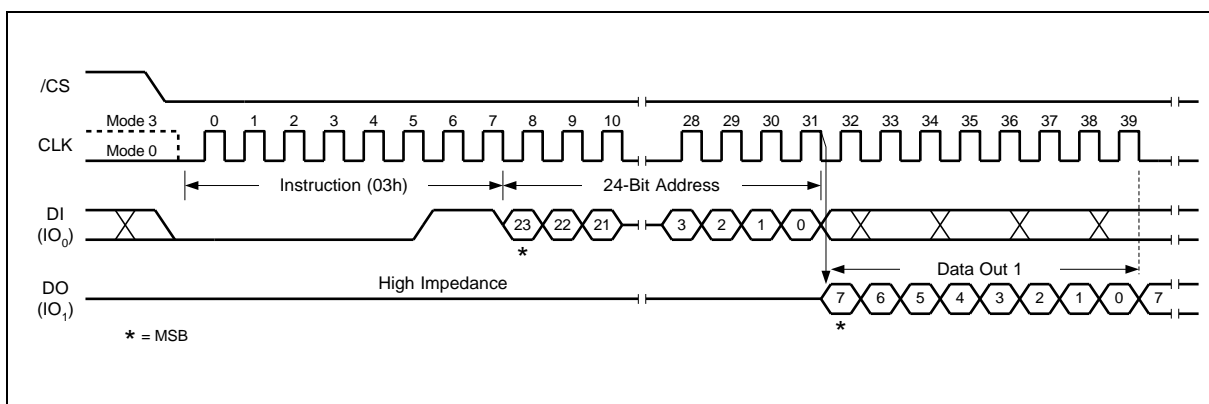 /CS
Mode 3
CLK
Mode 0
0 1 2 3 4 5 6 7 8 9 10 28 29 30 31 32 33 34 35 36 37 38 39
Instruction (03h) 24-Bit Address
DI
(IO0)
23 22 21 3 2 1 0
*
Data Out 1
DO
(IO1)
High Impedance
7 6 5 4 3 2 1 0 7
*
* = MSB